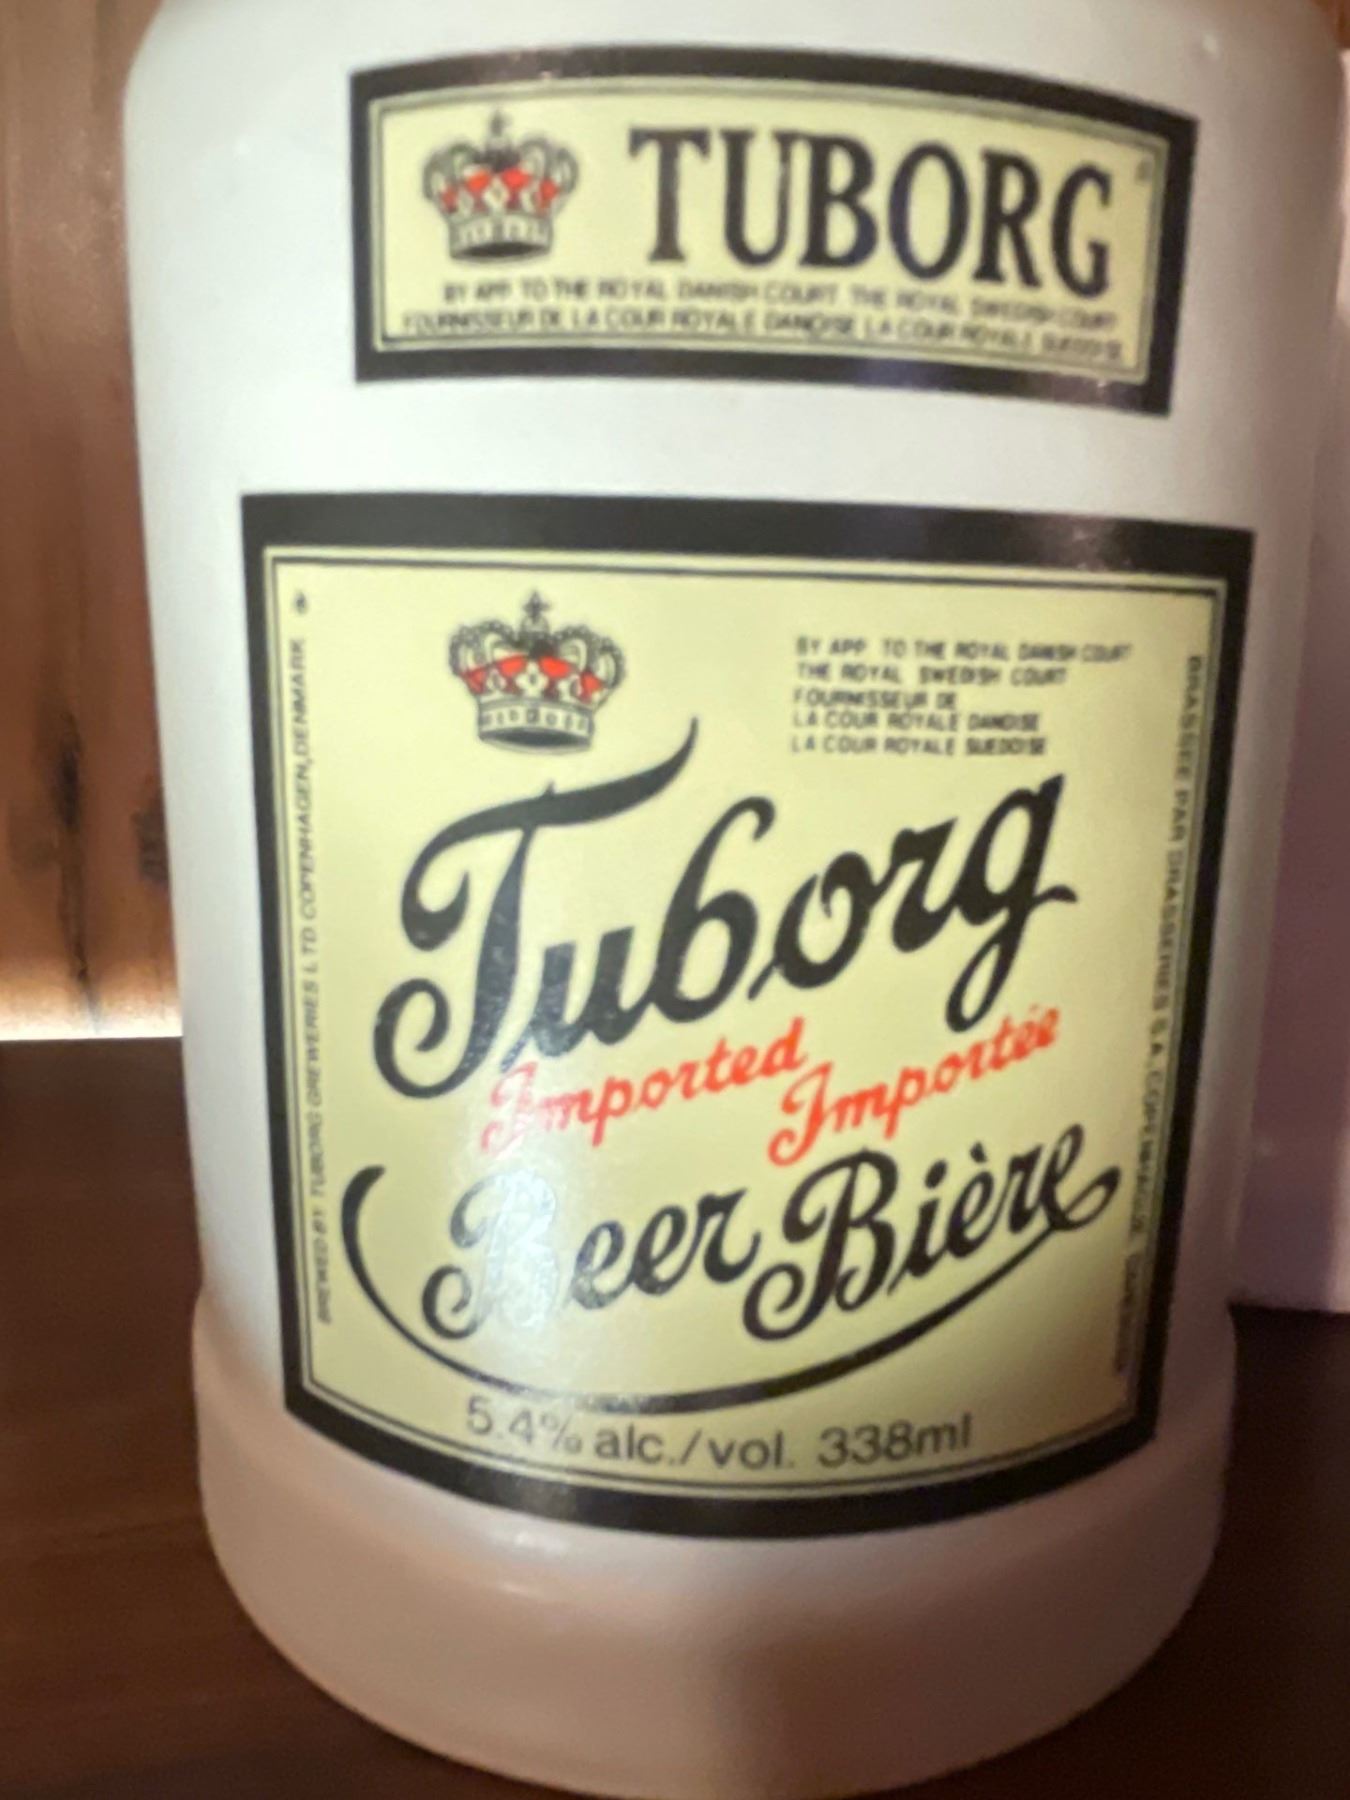 TUBORG
BY APP. TO THE ROYAL DANISH COURT THE ROYAL SWEDISH COURT
FOURNISSEUR DE LA COUR ROYALE DANOISE LA COUR ROYALE SUEDOISE
BY APP. TO THE ROYAL DANISH COURT
THE ROYAL SWEDISH COURT
FOURNISSEUR DE
LA COUR ROYALE DANOISE
LA COUR ROYALE SUEDOISE
BREWED BY TUBORG BREWERIES LTD COPENHAGEN, DENMARK
Tuborg
Imported
Importée
Beer Bière
5.4% alc./vol. 338ml
BRASSEE PAR BRASSERIES S.A. COPENHAGUE